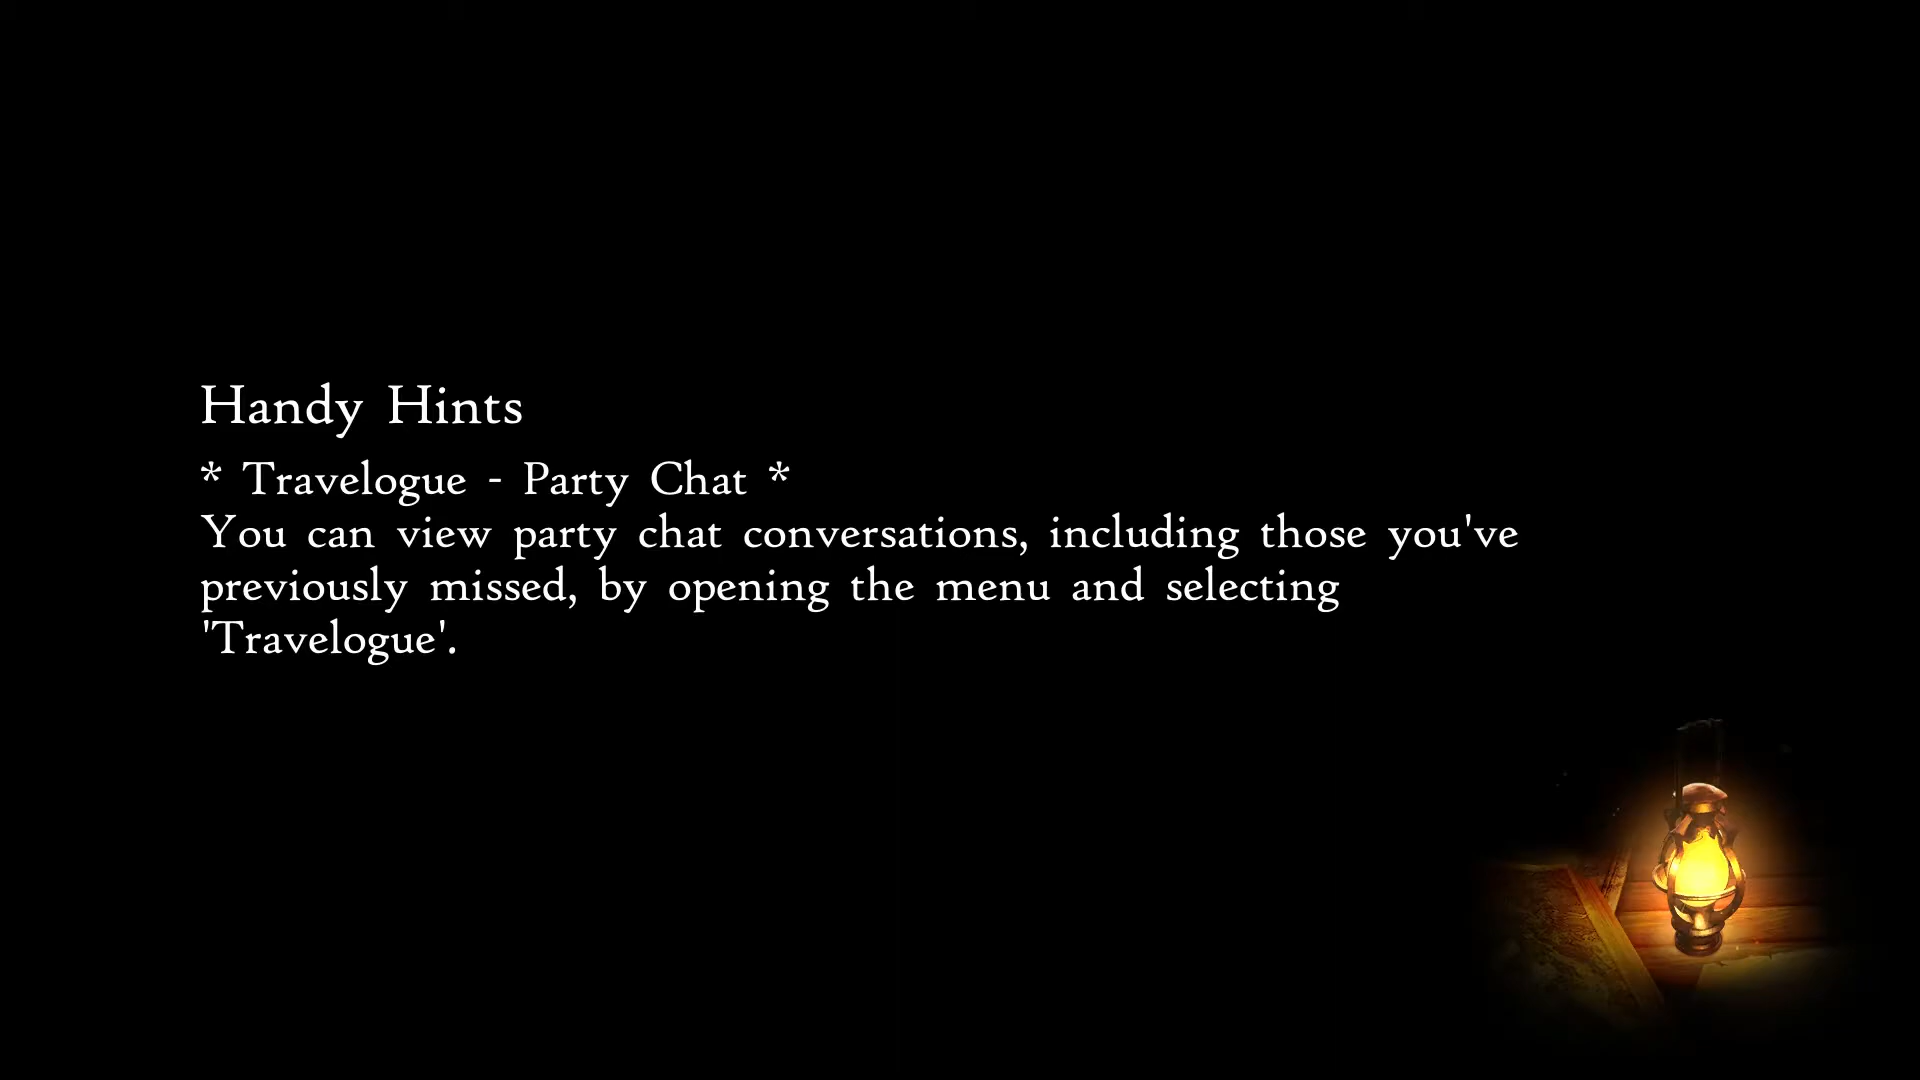 Handy Hints
* Travelogue - Party Chat *
You can view party chat conversations, including those you've
previously missed, by opening the menu and selecting
'Travelogue'.